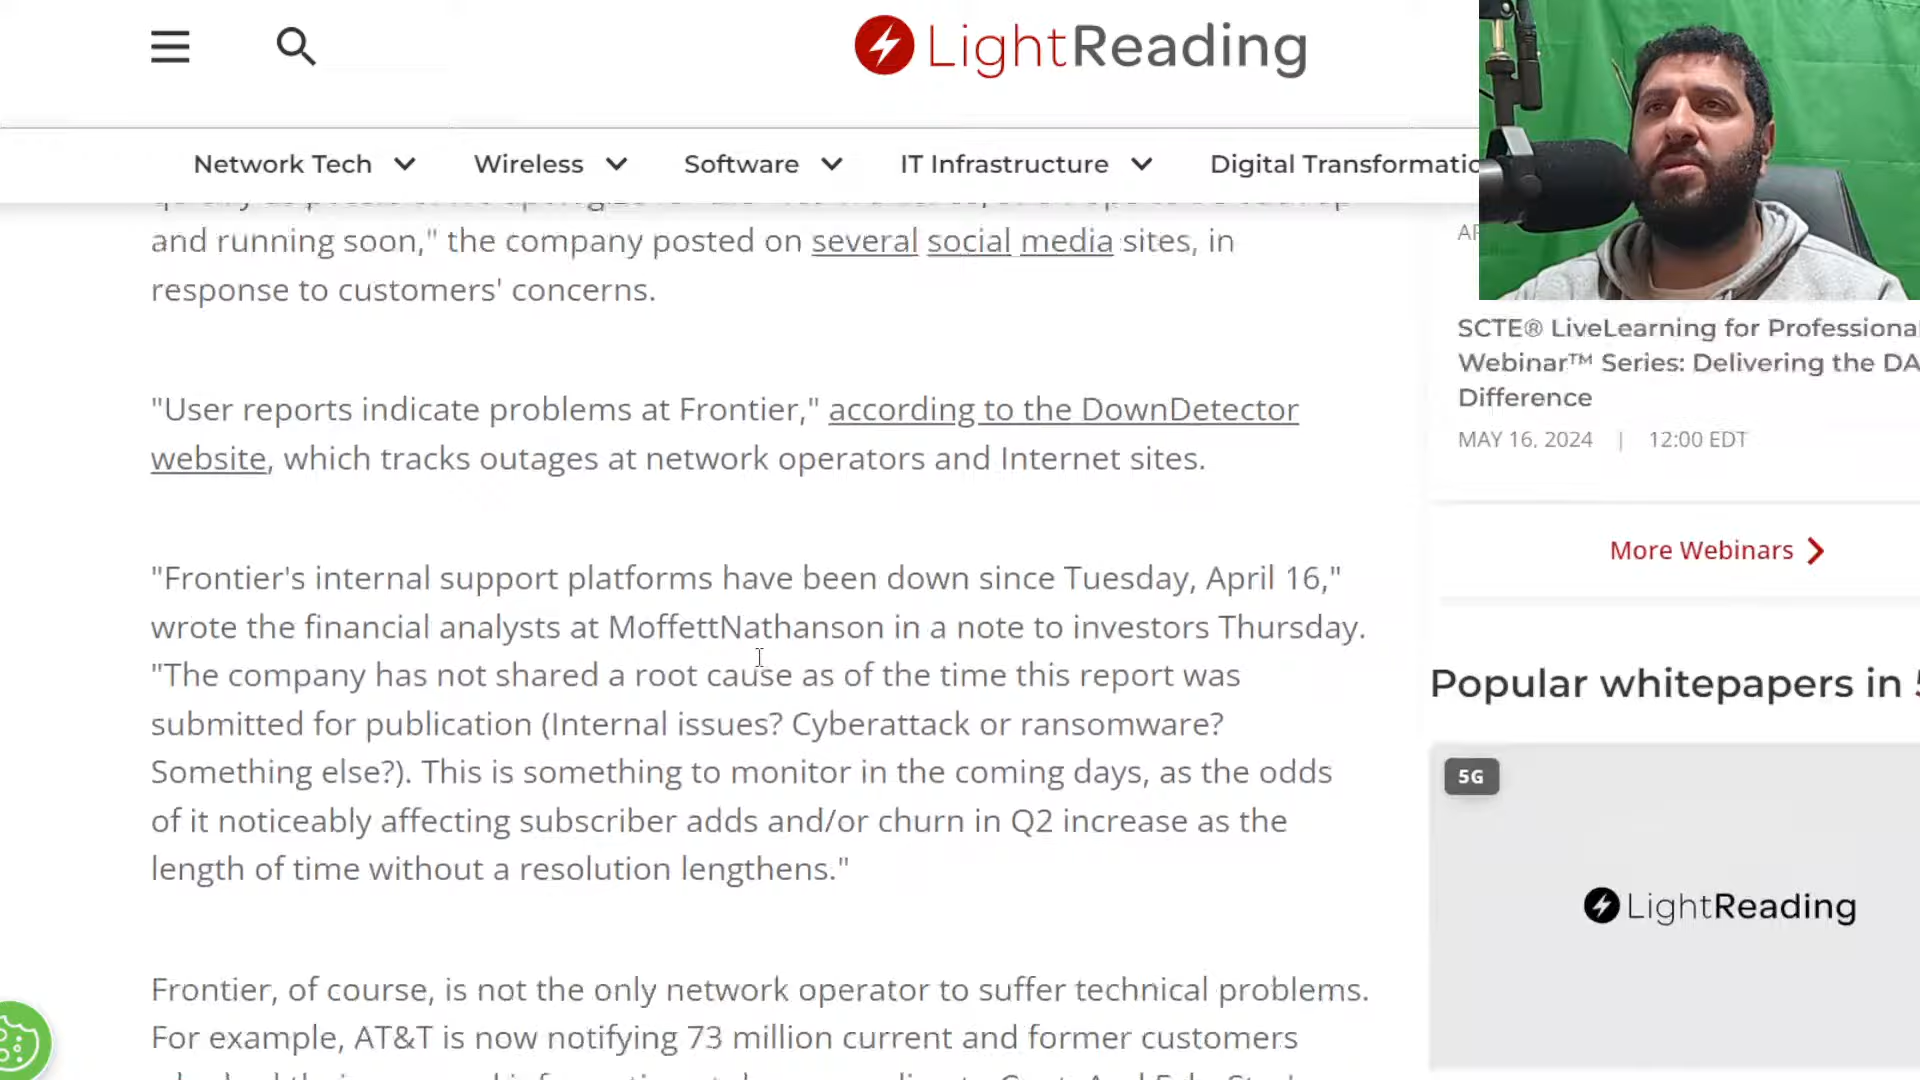 LightReading
Network Tech
Wireless
Software
IT Infrastructure
Digital Transformatio
and running soon," the company posted on several social media sites, in
response to customers' concerns.
"User reports indicate problems at Frontier," according to the DownDetector
website, which tracks outages at network operators and Internet sites.
"Frontier's internal support platforms have been down since Tuesday, April 16,"
wrote the financial analysts at MoffettNathanson in a note to investors Thursday.
"The company has not shared a root cause as of the time this report was
submitted for publication (Internal issues? Cyberattack or ransomware?
Something else?). This is something to monitor in the coming days, as the odds
of it noticeably affecting subscriber adds and/or churn in Q2 increase as the
length of time without a resolution lengthens."
Frontier, of course, is not the only network operator to suffer technical problems.
For example, AT&T is now notifying 73 million current and former customers
SCTE® LiveLearning for Professiona
Webinar™ Series: Delivering the DA
Difference
MAY 16, 2024 | 12:00 EDT
More Webinars
Popular whitepapers in 5
5G
LightReading